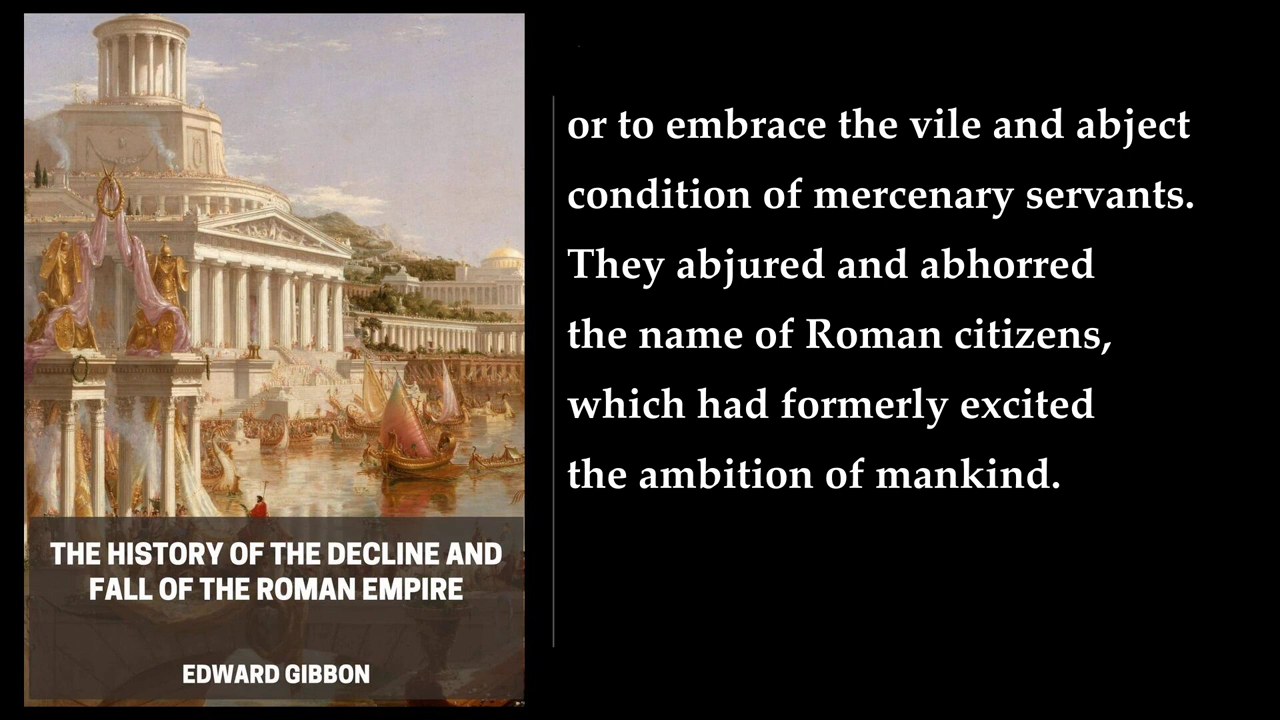 THE HISTORY OF THE DECLINE AND
FALL OF THE ROMAN EMPIRE
EDWARD GIBBON
or to embrace the vile and abject
condition of mercenary servants.
They abjured and abhorred
the name of Roman citizens,
which had formerly excited
the ambition of mankind.